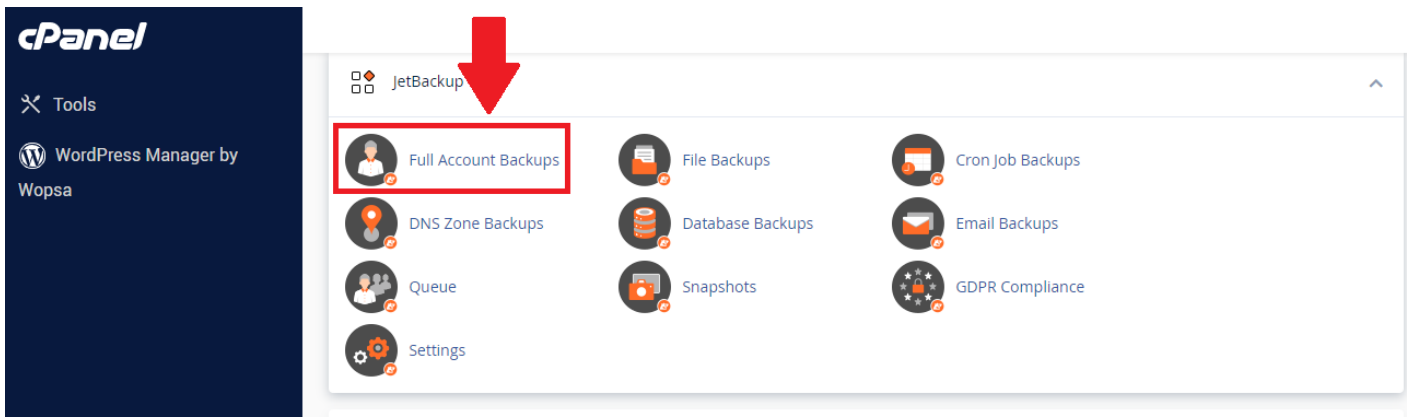 cPanel
Tools
WordPress Manager by
Wopsa
JetBackup
Full Account Backups
File Backups
Cron Job Backups
DNS Zone Backups
Database Backups
Email Backups
Queue
Snapshots
GDPR Compliance
Settings